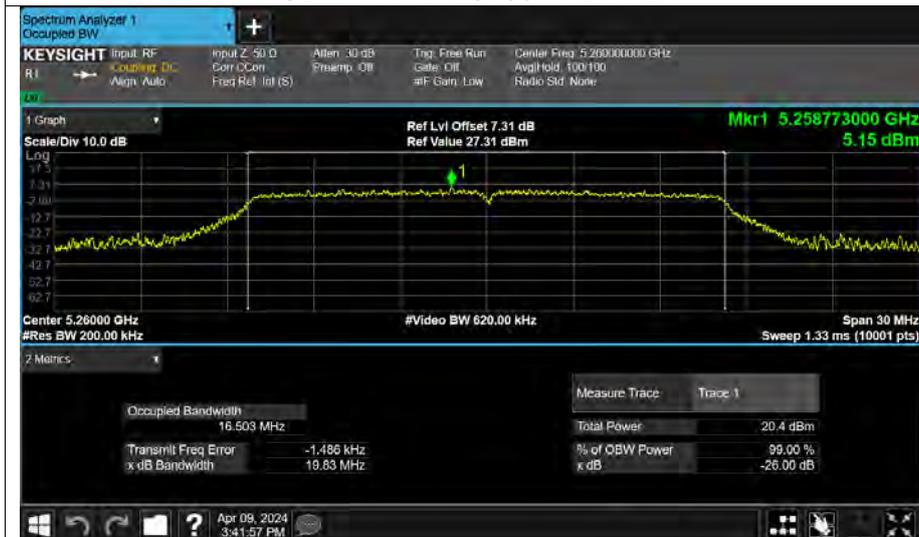 Spectrum Analyzer 1
Occupied BW
+
KEYSIGHT Input: RF Input Z: 50 Ω Atten: 30 dB Trig: Free Run Center Freq: 5.260000000 GHz
Coupling: DC Corr CCorr Preamp: Off Gate: Off Avg|Hold: 100/100
Align: Auto Freq Ref: Int (S) #IF Gain: Low Radio Std: None
1 Graph
Scale/Div 10.0 dB Ref Lvl Offset 7.31 dB Mkr1 5.258773000 GHz
Ref Value 27.31 dBm 5.15 dBm
Log
17.3
1
7.31
-2.69
-12.7
-22.7
-32.7
-42.7
-52.7
-62.7
Center 5.26000 GHz #Video BW 620.00 kHz Span 30 MHz
#Res BW 200.00 kHz Sweep 1.33 ms (10001 pts)
2 Metrics
Measure Trace Trace 1
Occupied Bandwidth
16.503 MHz Total Power 20.4 dBm
Transmit Freq Error -1.486 kHz % of OBW Power 99.00 %
x dB Bandwidth 19.83 MHz x dB -26.00 dB
? Apr 09, 2024
3:41:57 PM